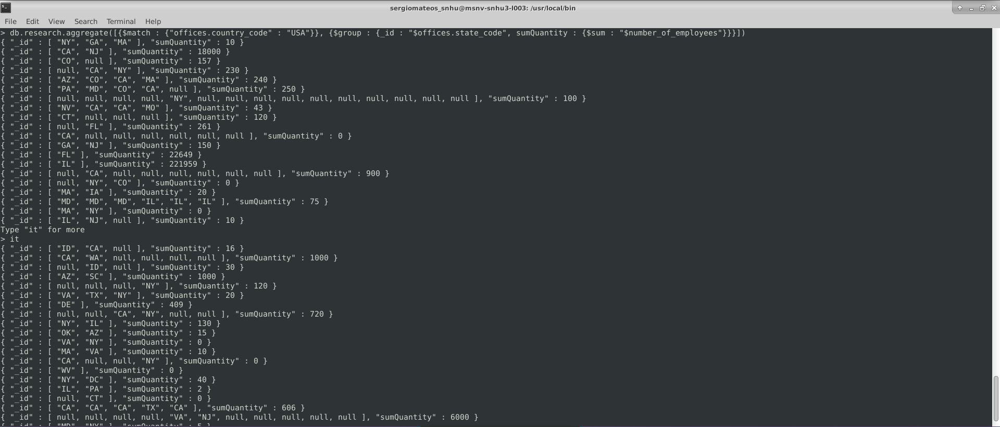 sergiomateos_snhu@msnv-snhu3-l003: /usr/local/bin
File Edit View Search Terminal Help
> db.research.aggregate([{$match : {"offices.country_code" : "USA"}}, {$group : {_id : "$offices.state_code", sumQuantity : {$sum : "$number_of_employees"}}}])
{ "_id" : [ "NY", "GA", "MA" ], "sumQuantity" : 10 }
{ "_id" : [ "CA", "NJ" ], "sumQuantity" : 18000 }
{ "_id" : [ "CO", null ], "sumQuantity" : 157 }
{ "_id" : [ null, "CA", "NY" ], "sumQuantity" : 230 }
{ "_id" : [ "AZ", "CO", "CA", "MA" ], "sumQuantity" : 240 }
{ "_id" : [ "PA", "MD", "CO", "CA", null ], "sumQuantity" : 250 }
{ "_id" : [ null, null, null, null, "NY", null, null, null, null, null, null, null, null, null, null ], "sumQuantity" : 100 }
{ "_id" : [ "NV", "CA", "CA", "MO" ], "sumQuantity" : 43 }
{ "_id" : [ "CT", null, null, null ], "sumQuantity" : 120 }
{ "_id" : [ null, "FL" ], "sumQuantity" : 261 }
{ "_id" : [ "CA", null, null, null, null, null, null ], "sumQuantity" : 0 }
{ "_id" : [ "GA", "NJ" ], "sumQuantity" : 150 }
{ "_id" : [ "FL" ], "sumQuantity" : 22649 }
{ "_id" : [ "IL" ], "sumQuantity" : 221959 }
{ "_id" : [ null, "CA", null, null, null, null, null, null ], "sumQuantity" : 900 }
{ "_id" : [ null, "NY", "CO" ], "sumQuantity" : 0 }
{ "_id" : [ "MA", "IA" ], "sumQuantity" : 20 }
{ "_id" : [ "MD", "MD", "MD", "IL", "IL", "IL" ], "sumQuantity" : 75 }
{ "_id" : [ "MA", "NY" ], "sumQuantity" : 0 }
{ "_id" : [ "IL", "NJ", null ], "sumQuantity" : 10 }
Type "it" for more
> it
{ "_id" : [ "ID", "CA", null ], "sumQuantity" : 16 }
{ "_id" : [ "CA", "WA", null, null, null, null ], "sumQuantity" : 1000 }
{ "_id" : [ null, "ID", null ], "sumQuantity" : 30 }
{ "_id" : [ "AZ", "SC" ], "sumQuantity" : 1000 }
{ "_id" : [ null, null, null, "NY" ], "sumQuantity" : 120 }
{ "_id" : [ "VA", "TX", "NY" ], "sumQuantity" : 20 }
{ "_id" : [ "DE" ], "sumQuantity" : 409 }
{ "_id" : [ null, null, "CA", "NY", null, null ], "sumQuantity" : 720 }
{ "_id" : [ "NY", "IL" ], "sumQuantity" : 130 }
{ "_id" : [ "OK", "AZ" ], "sumQuantity" : 15 }
{ "_id" : [ "VA", "NY" ], "sumQuantity" : 0 }
{ "_id" : [ "MA", "VA" ], "sumQuantity" : 10 }
{ "_id" : [ "CA", null, null, "NY" ], "sumQuantity" : 0 }
{ "_id" : [ "WV" ], "sumQuantity" : 0 }
{ "_id" : [ "NY", "DC" ], "sumQuantity" : 40 }
{ "_id" : [ "IL", "PA" ], "sumQuantity" : 2 }
{ "_id" : [ null, "CT" ], "sumQuantity" : 0 }
{ "_id" : [ "CA", "CA", "CA", "TX", "CA" ], "sumQuantity" : 606 }
{ "_id" : [ null, null, null, null, "VA", "NJ", null, null, null, null, null ], "sumQuantity" : 6000 }